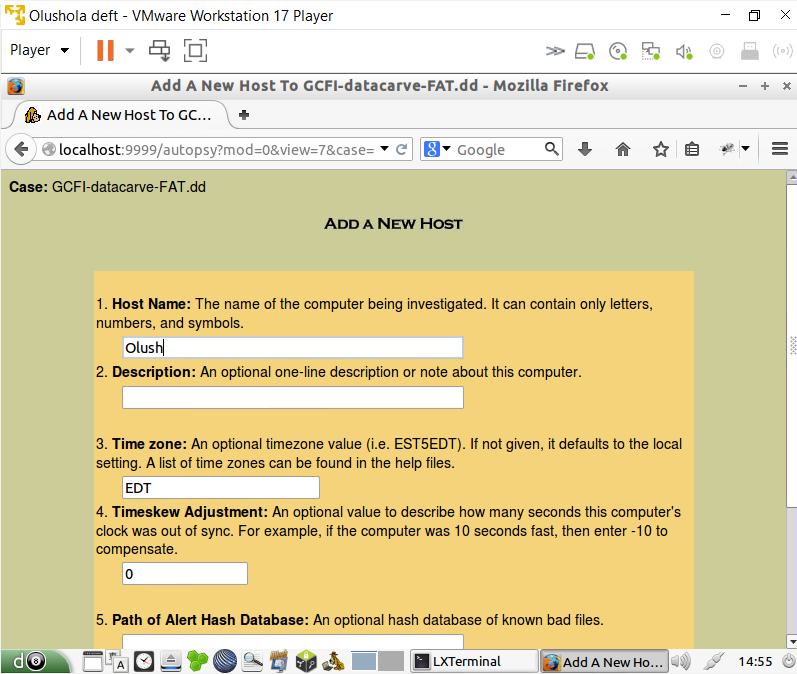 Olushola deft - VMware Workstation 17 Player
Player
Add A New Host To GCFI-datacarve-FAT.dd - Mozilla Firefox
Add A New Host To GC...
localhost:9999/autopsy?mod=0&view=7&case=
8
Google
Case: GCFI-datacarve-FAT.dd
Add a New Host
1. Host Name: The name of the computer being investigated. It can contain only letters,
numbers, and symbols.
Olush
2. Description: An optional one-line description or note about this computer.
3. Time zone: An optional timezone value (i.e. EST5EDT). If not given, it defaults to the local
setting. A list of time zones can be found in the help files.
EDT
4. Timeskew Adjustment: An optional value to describe how many seconds this computer's
clock was out of sync. For example, if the computer was 10 seconds fast, then enter -10 to
compensate.
0
5. Path of Alert Hash Database: An optional hash database of known bad files.
d8
A
LXTerminal
Add A New Ho...
14:55